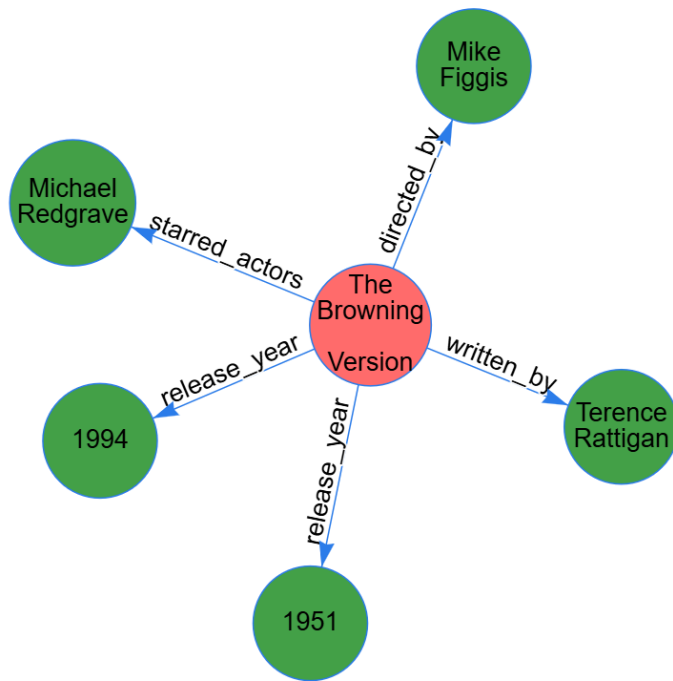 Mike
Figgis
directed_by
Michael
Redgrave
starred_actors
The
Browning
Version
release_year
1994
written_by
Terence
Rattigan
release_year
1951